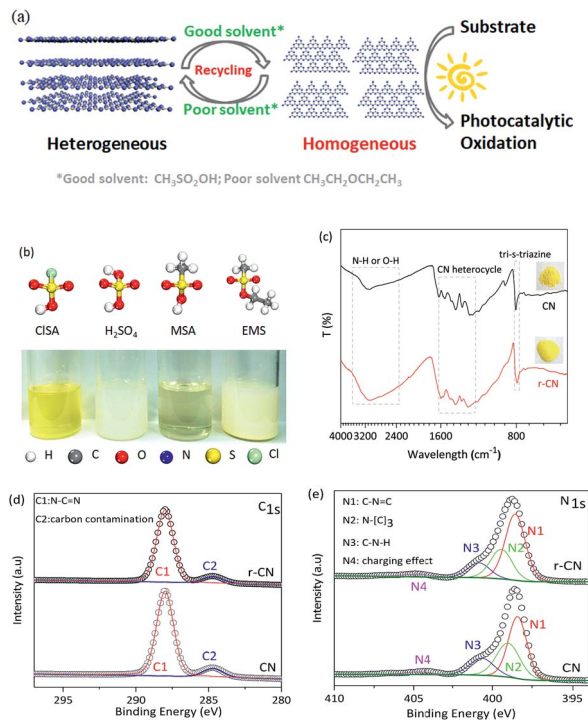 (a)
Good solvent*
Recycling
Poor solvent*
Substrate
Photocatalytic
Oxidation
Heterogeneous
Homogeneous
*Good solvent: CH3SO2OH; Poor solvent CH3CH2OCH2CH3
(b)
ClSA
H2SO4
MSA
EMS
H
C
O
N
S
Cl
(c)
N-H or O-H
CN heterocycle
tri-s-triazine
CN
r-CN
T (%)
4000
3200
2400
1600
800
Wavelength (cm-1)
(d)
C1:N-C=N
C2:carbon contamination
C1s
C1
C2
r-CN
C1
C2
CN
Intensity (a.u)
295
290
285
280
Binding Energy (eV)
(e)
N1: C-N=C
N2: N-[C]3
N3: C-N-H
N4: charging effect
N1s
N1
N2
N3
N4
r-CN
N1
N2
N3
N4
CN
Intensity (a.u)
410
405
400
395
Binding Energy (eV)